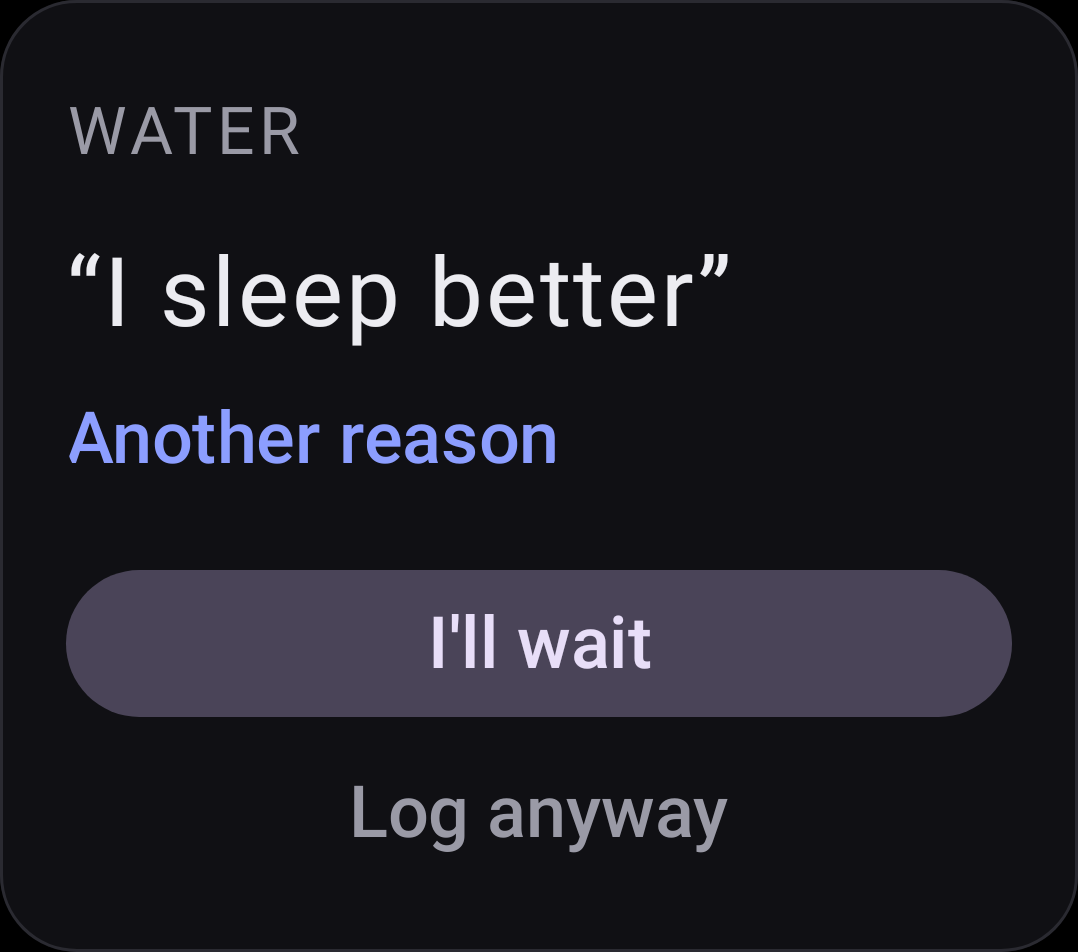 WATER
“I sleep better”
Another reason
I'll wait
Log anyway